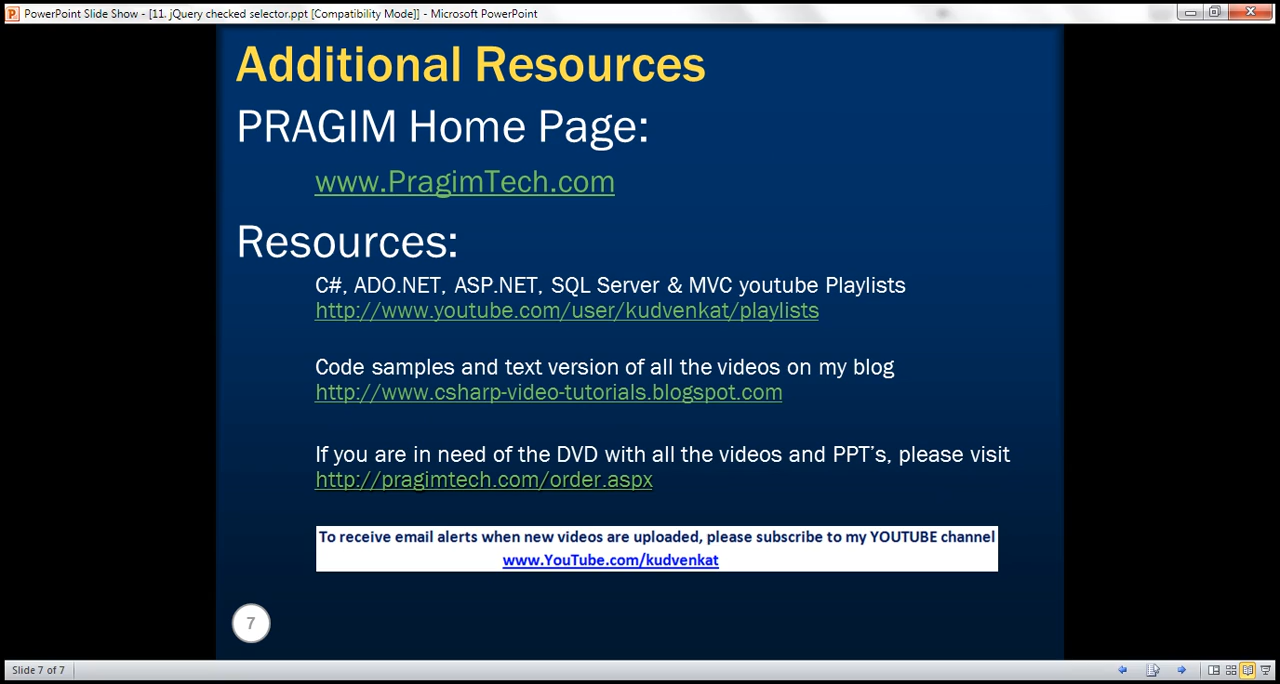 PowerPoint Slide Show - [11. jQuery checked selector.ppt [Compatibility Mode]] - Microsoft PowerPoint
Additional Resources
PRAGIM Home Page:
www.PragimTech.com
Resources:
C#, ADO.NET, ASP.NET, SQL Server & MVC youtube Playlists
http://www.youtube.com/user/kudvenkat/playlists
Code samples and text version of all the videos on my blog
http://www.csharp-video-tutorials.blogspot.com
If you are in need of the DVD with all the videos and PPT’s, please visit
http://pragimtech.com/order.aspx
To receive email alerts when new videos are uploaded, please subscribe to my YOUTUBE channel
www.YouTube.com/kudvenkat
7
Slide 7 of 7